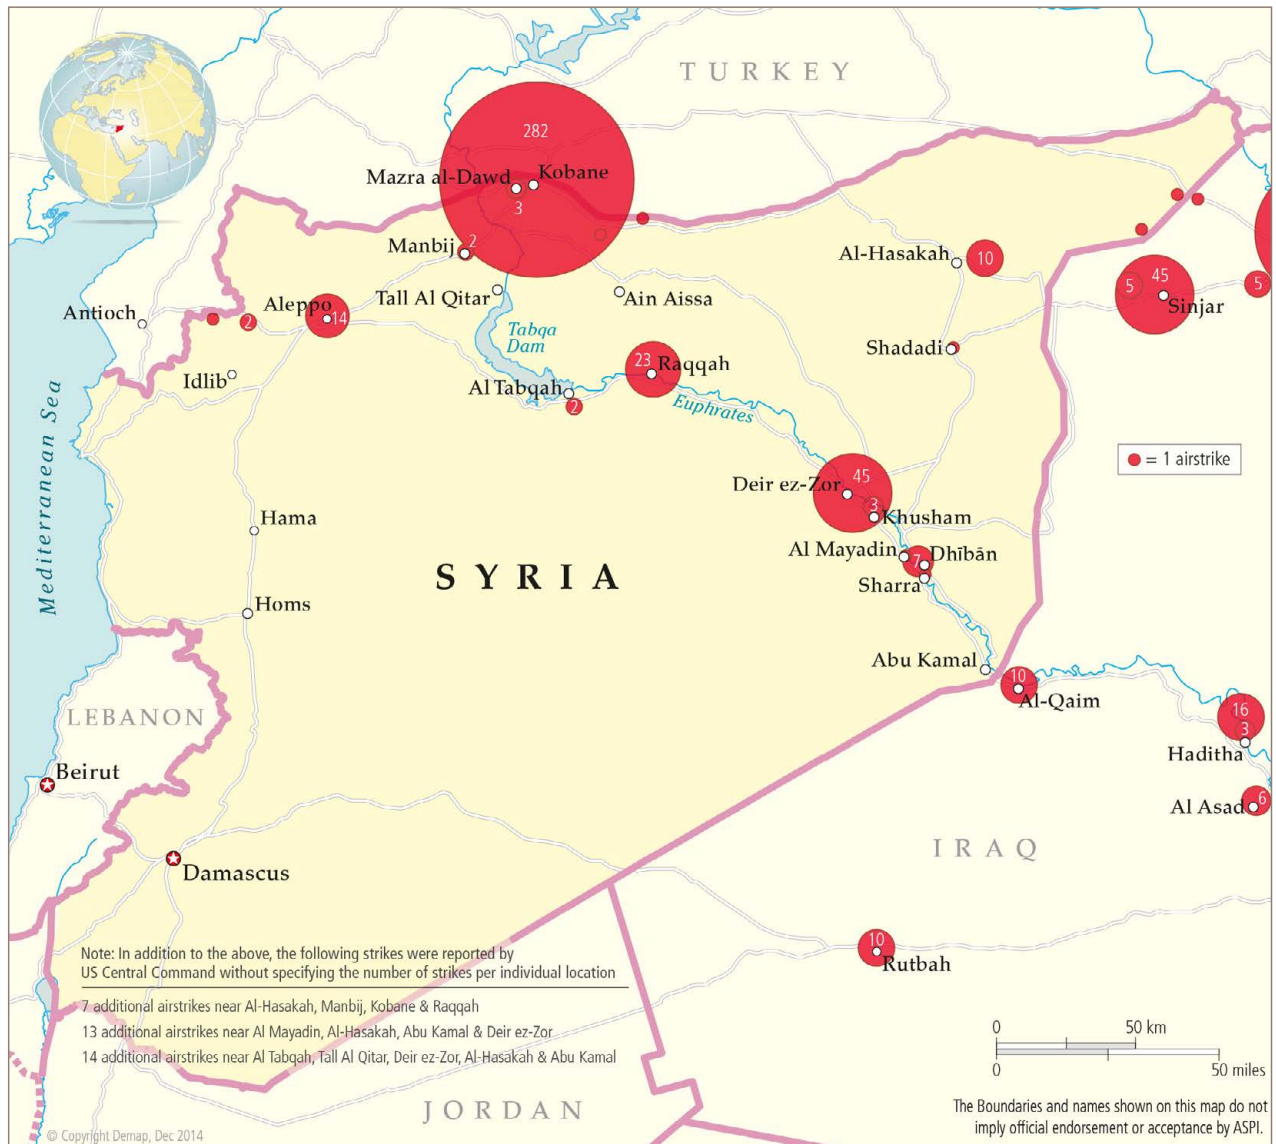 TURKEY
282
Mazra al-Dawd
Kobane
3
Manbij
2
Al-Hasakah
10
Tall Al Qitar
Ain Aissa
45
5
Sinjar
5
Antioch
Aleppo
14
2
Tabqa
Dam
Shadadi
Idlib
23
Raqqah
Al Tabqah
2
Euphrates
Mediterranean Sea
= 1 airstrike
Deir ez-Zor
45
3
Khusham
Hama
Al Mayadin
7
Dhībān
Sharra
SYRIA
Homs
Abu Kamal
10
Al-Qaim
LEBANON
16
3
Haditha
Beirut
Al Asad
6
IRAQ
Damascus
10
Rutbah
Note: In addition to the above, the following strikes were reported by
US Central Command without specifying the number of strikes per individual location
7 additional airstrikes near Al-Hasakah, Manbij, Kobane & Raqqah
13 additional airstrikes near Al Mayadin, Al-Hasakah, Abu Kamal & Deir ez-Zor
14 additional airstrikes near Al Tabqah, Tall Al Qitar, Deir ez-Zor, Al-Hasakah & Abu Kamal
0 50 km
0 50 miles
JORDAN
The Boundaries and names shown on this map do not
imply official endorsement or acceptance by ASPI.
© Copyright Demap, Dec 2014